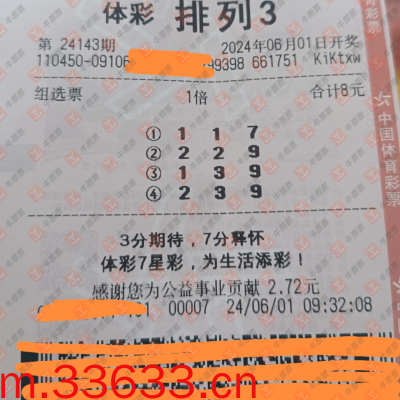 体彩 排列3
第 24143期 2024年06月01日开奖
110450-09106 99398 661751 KiKtxw
组选票 1倍 合计8元
① 1 1 7
② 2 2 9
③ 1 3 9
④ 2 3 9
3分期待，7分释怀
体彩7星彩，为生活添彩！
感谢您为公益事业贡献 2.72元
1 00007 24/06/01 09:32:08
m.33633.cn
中国体育彩票